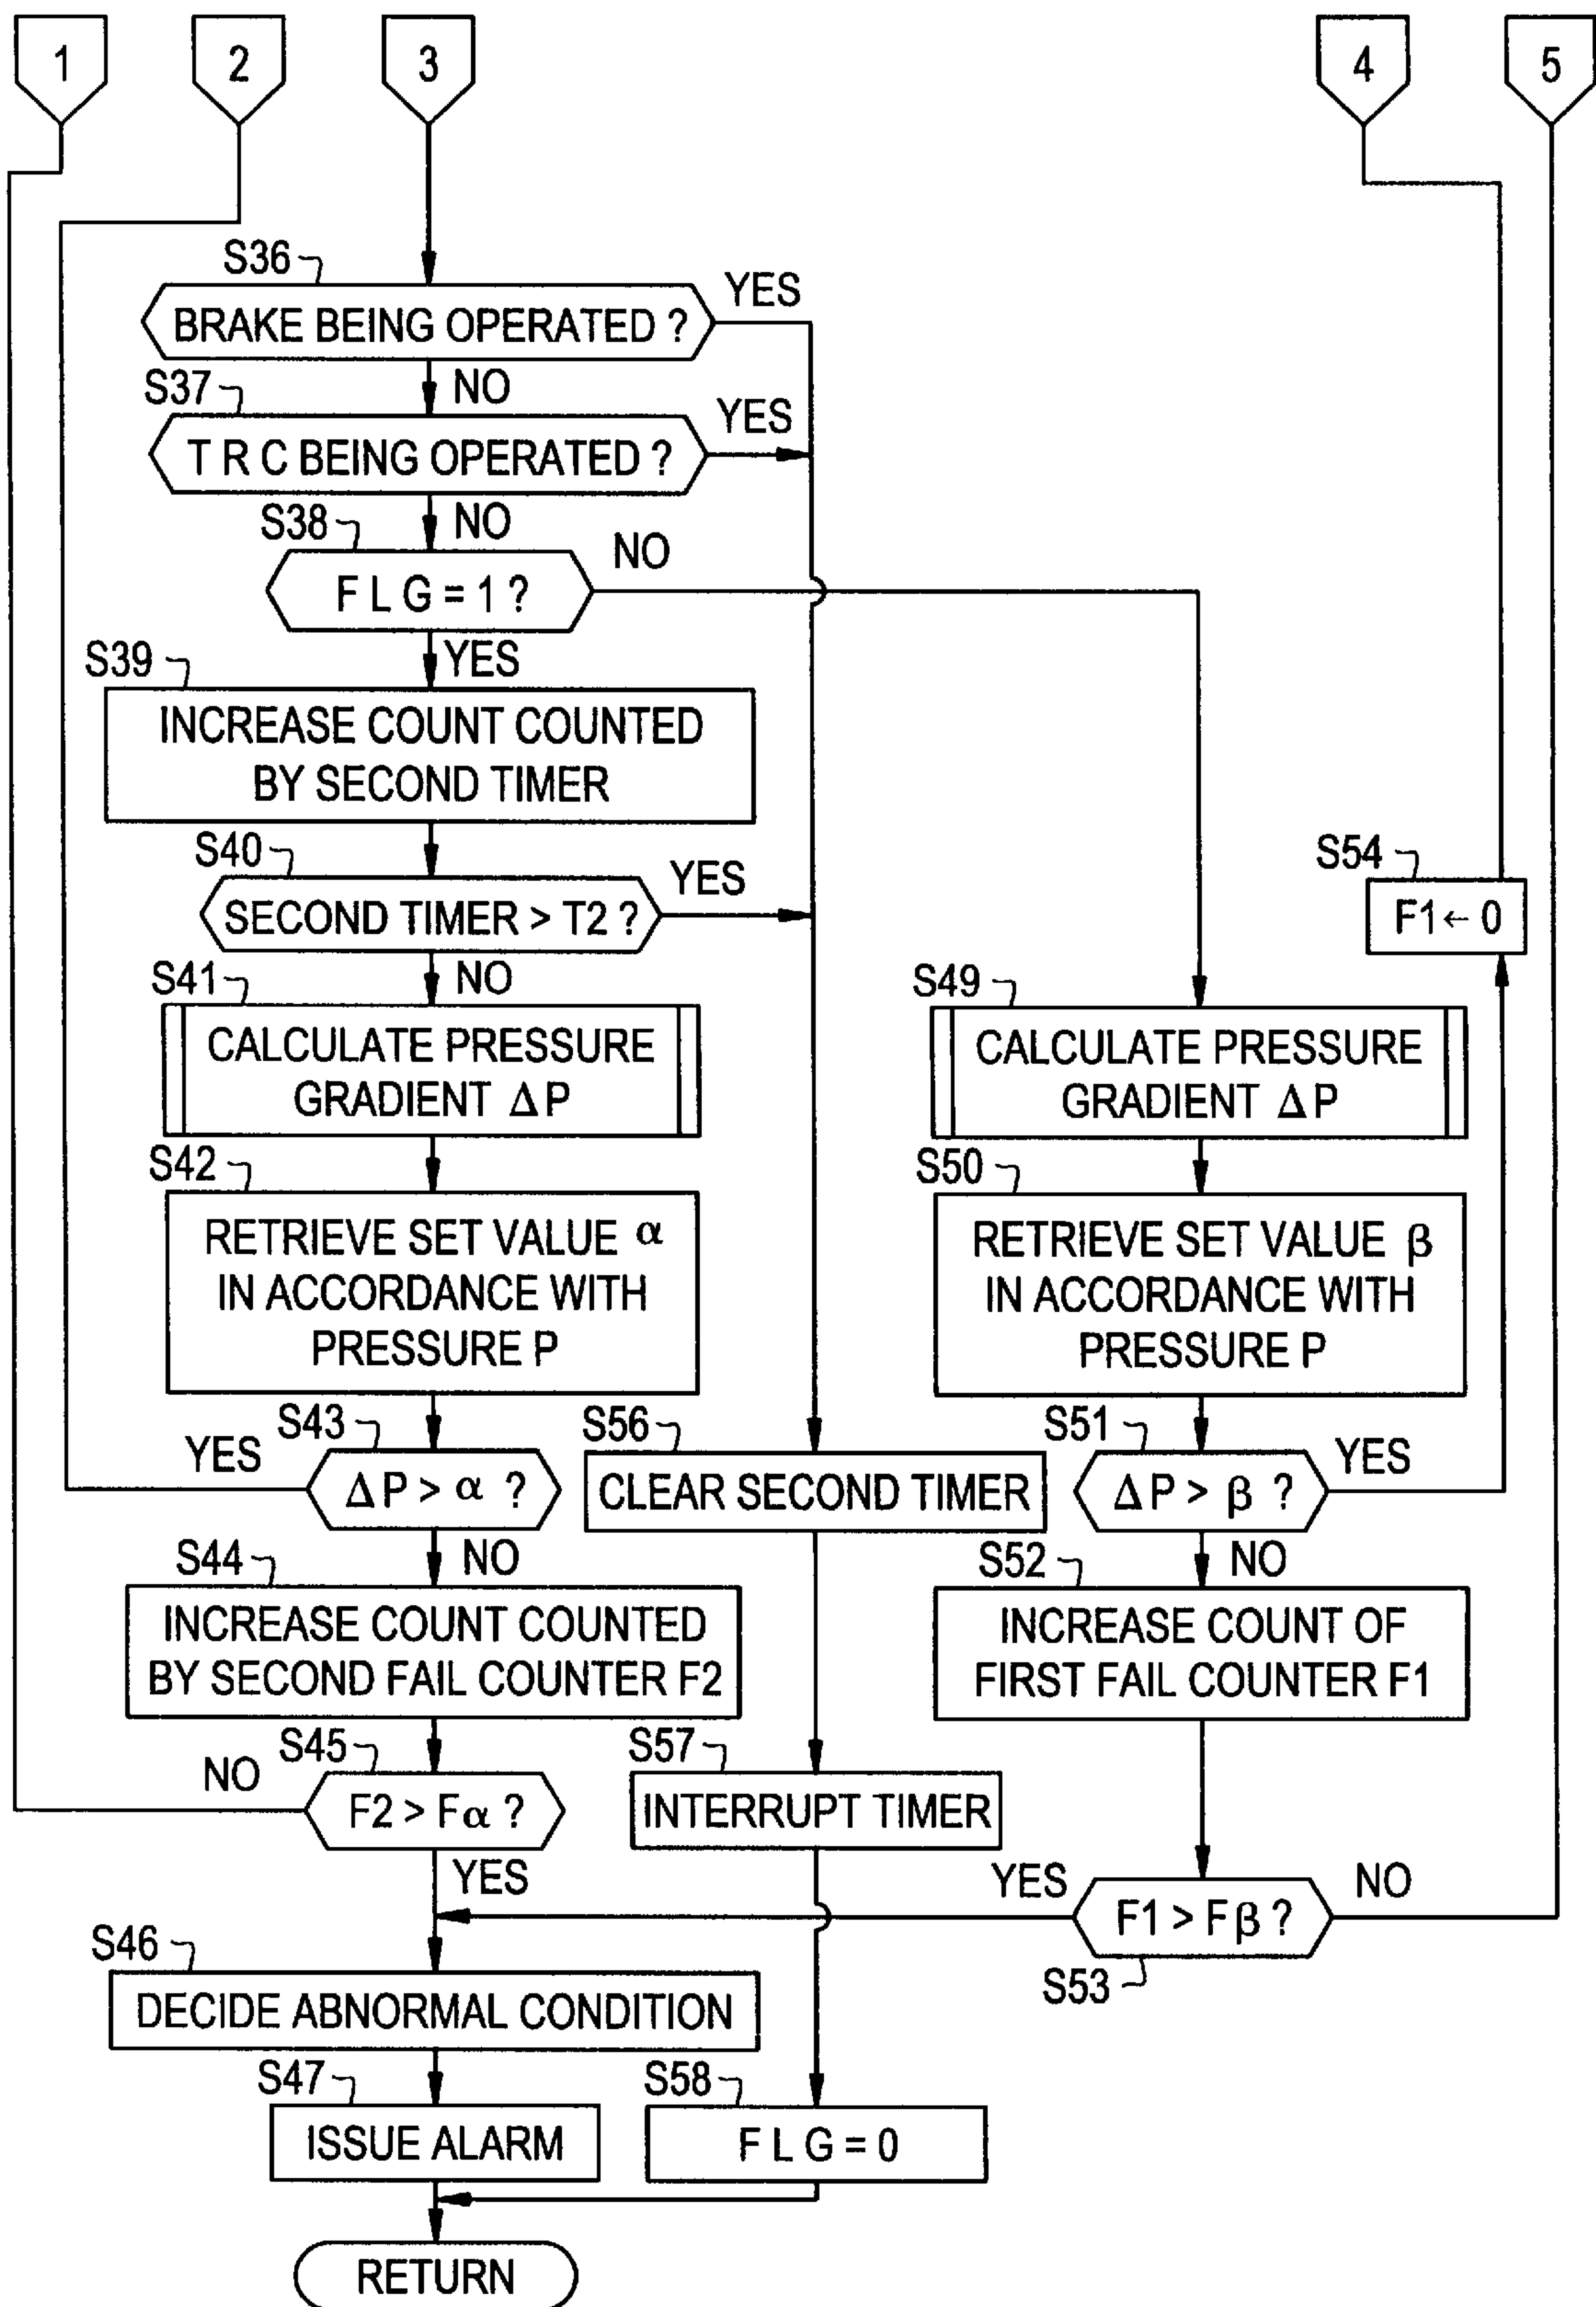 1
2
3
4
5
S36
BRAKE BEING OPERATED ?
YES
NO
S37
T R C BEING OPERATED ?
YES
NO
S38
F L G = 1 ?
NO
YES
S39
INCREASE COUNT COUNTED
BY SECOND TIMER
S40
SECOND TIMER > T2 ?
YES
NO
S41
CALCULATE PRESSURE
GRADIENT ΔP
S42
RETRIEVE SET VALUE α
IN ACCORDANCE WITH
PRESSURE P
S43
YES
ΔP > α ?
NO
S44
INCREASE COUNT COUNTED
BY SECOND FAIL COUNTER F2
S45
NO
F2 > Fα ?
YES
S46
DECIDE ABNORMAL CONDITION
S47
ISSUE ALARM
RETURN
S56
CLEAR SECOND TIMER
S57
INTERRUPT TIMER
S58
F L G = 0
S49
CALCULATE PRESSURE
GRADIENT ΔP
S50
RETRIEVE SET VALUE β
IN ACCORDANCE WITH
PRESSURE P
S51
ΔP > β ?
YES
NO
S52
INCREASE COUNT OF
FIRST FAIL COUNTER F1
YES
F1 > Fβ ?
NO
S53
S54
F1 ← 0